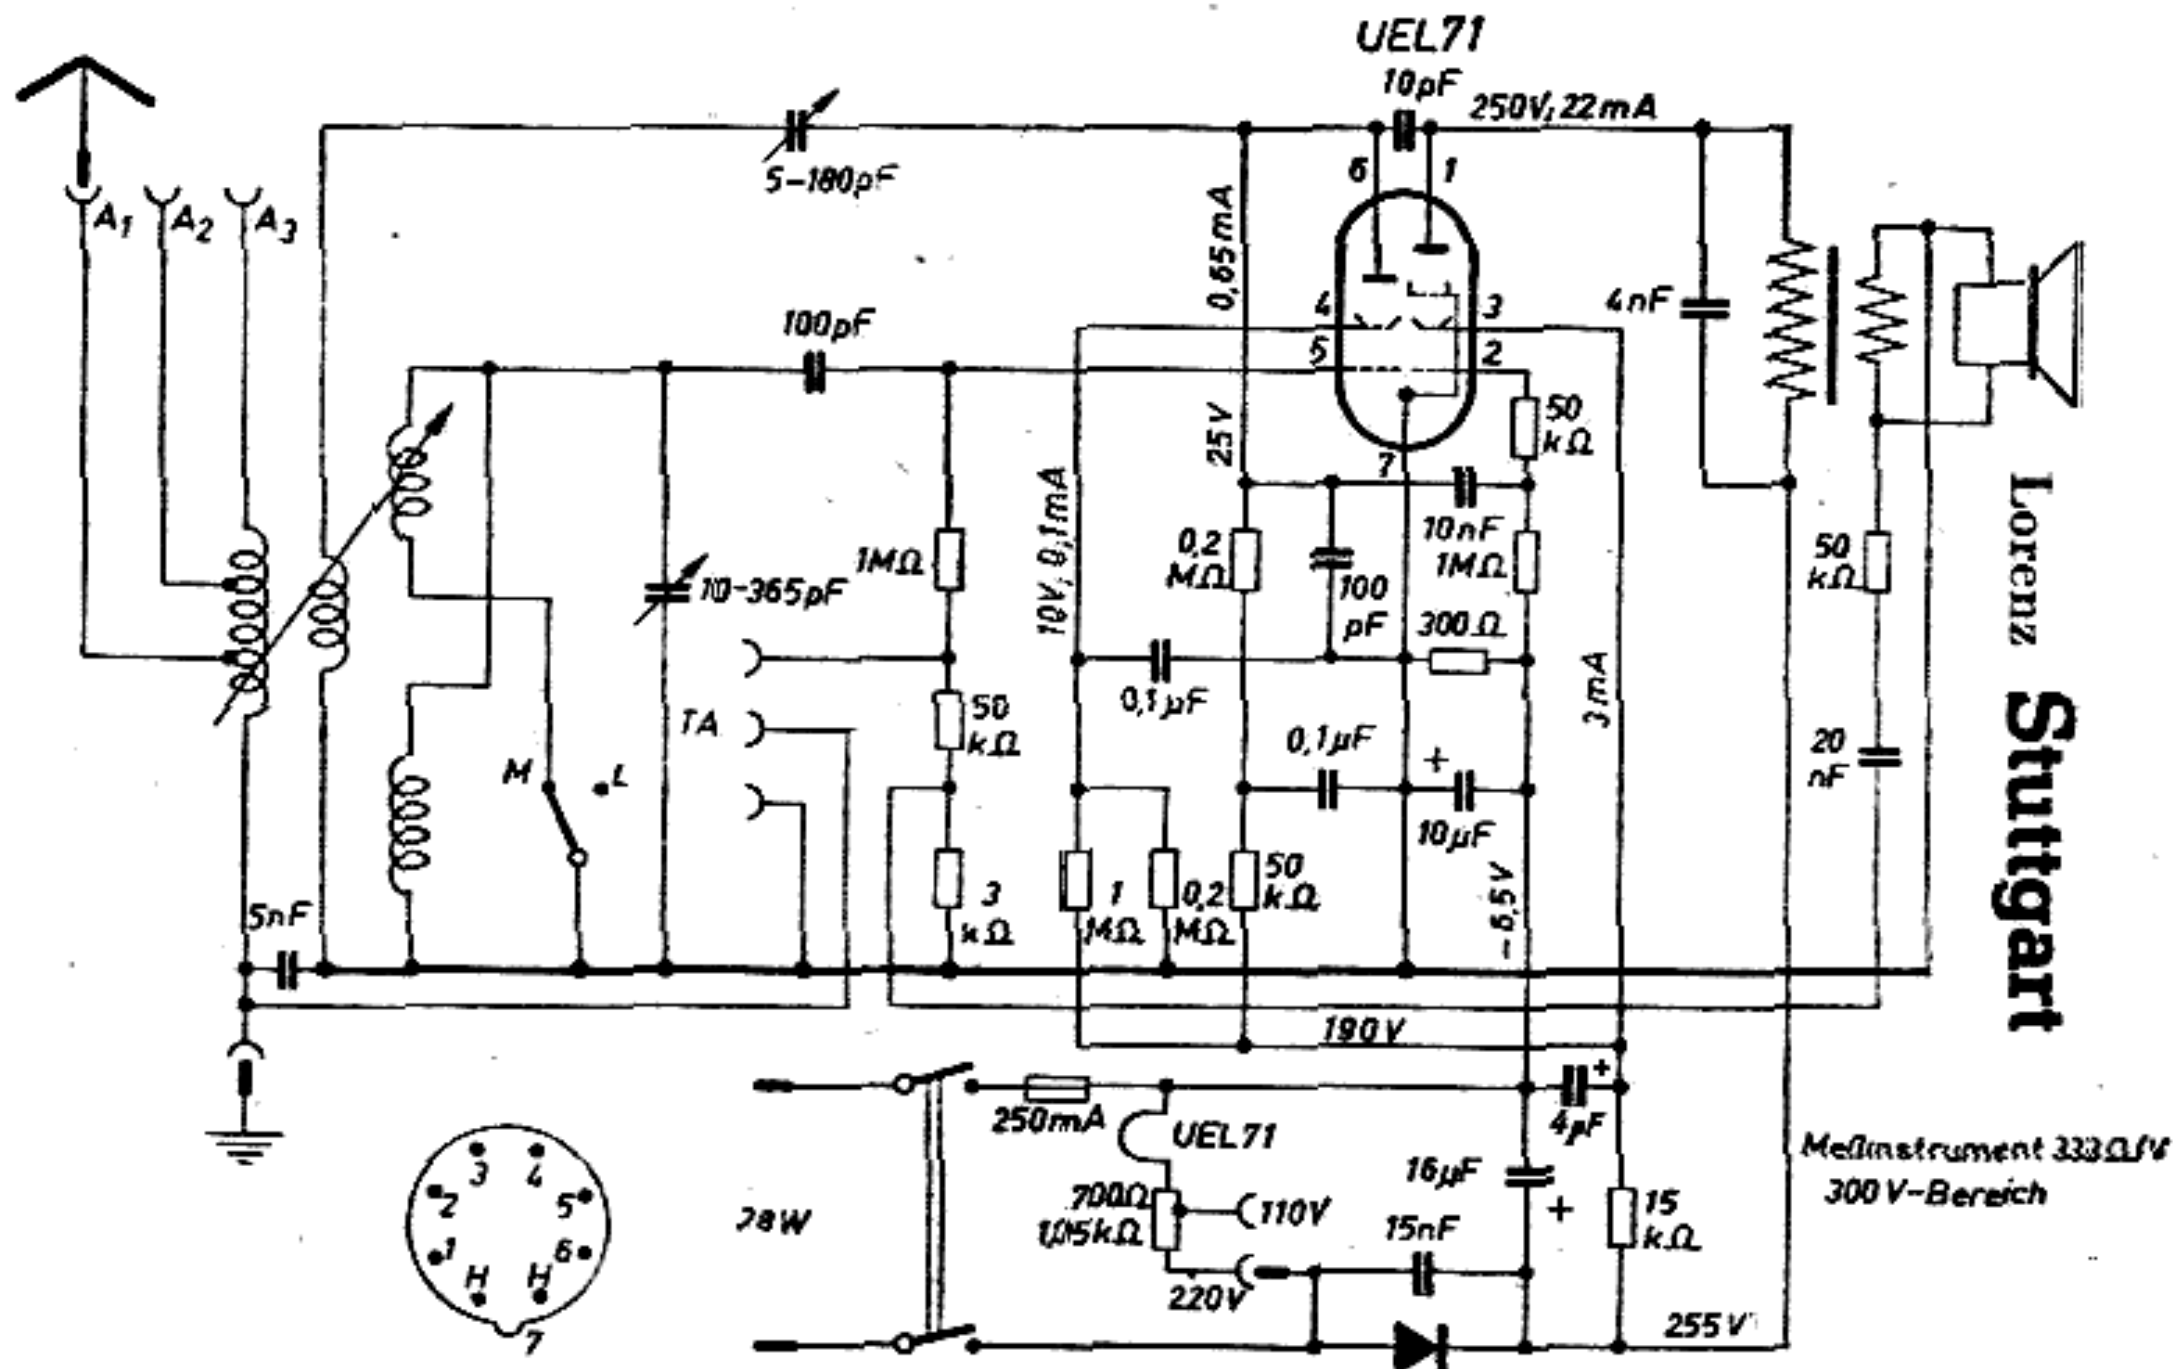 UEL71
10pF
250V, 22mA
5-180pF
6
1
A1
A2
A3
0,65mA
4
3
4nF
100pF
5
2
25V
50
kΩ
7
10V, 0,1mA
10nF
0,2
MΩ
1MΩ
1MΩ
10-365pF
100
pF
300Ω
50
kΩ
Lorenz
Stuttgart
0,1µF
3mA
TA
50
kΩ
0,1µF
+
20
nF
M
L
10µF
5nF
3
kΩ
1
MΩ
0,2
MΩ
50
kΩ
-6,5V
190V
250mA
UEL71
+
4µF
Meßinstrument 333Ω/V
300V-Bereich
3
4
2
5
1
6
H
H
7
28W
700Ω
1,05kΩ
110V
16µF
+
15
kΩ
15nF
220V
255V